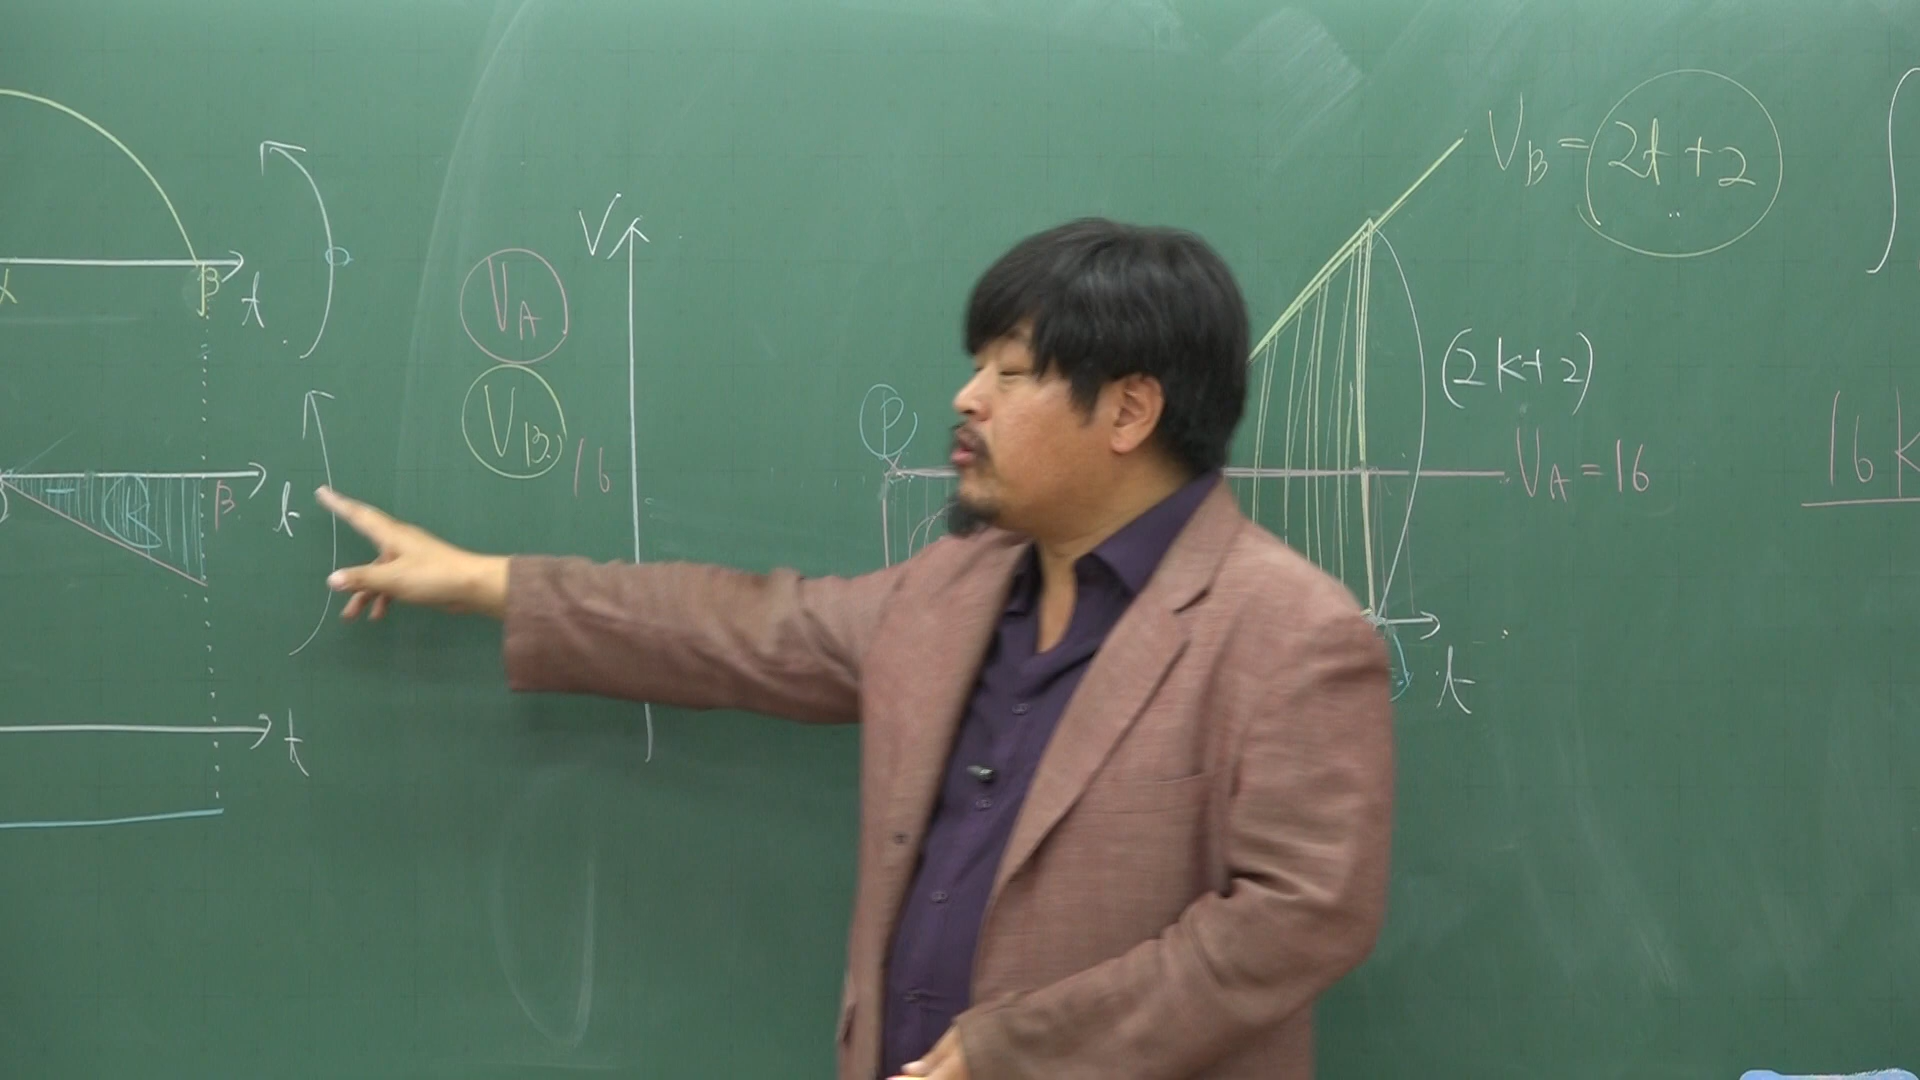 β
t
β
t
t
V_A
V_B
16
V
P
V_B = 2t+2
(2k+2)
V_A = 16
t
∫
16k